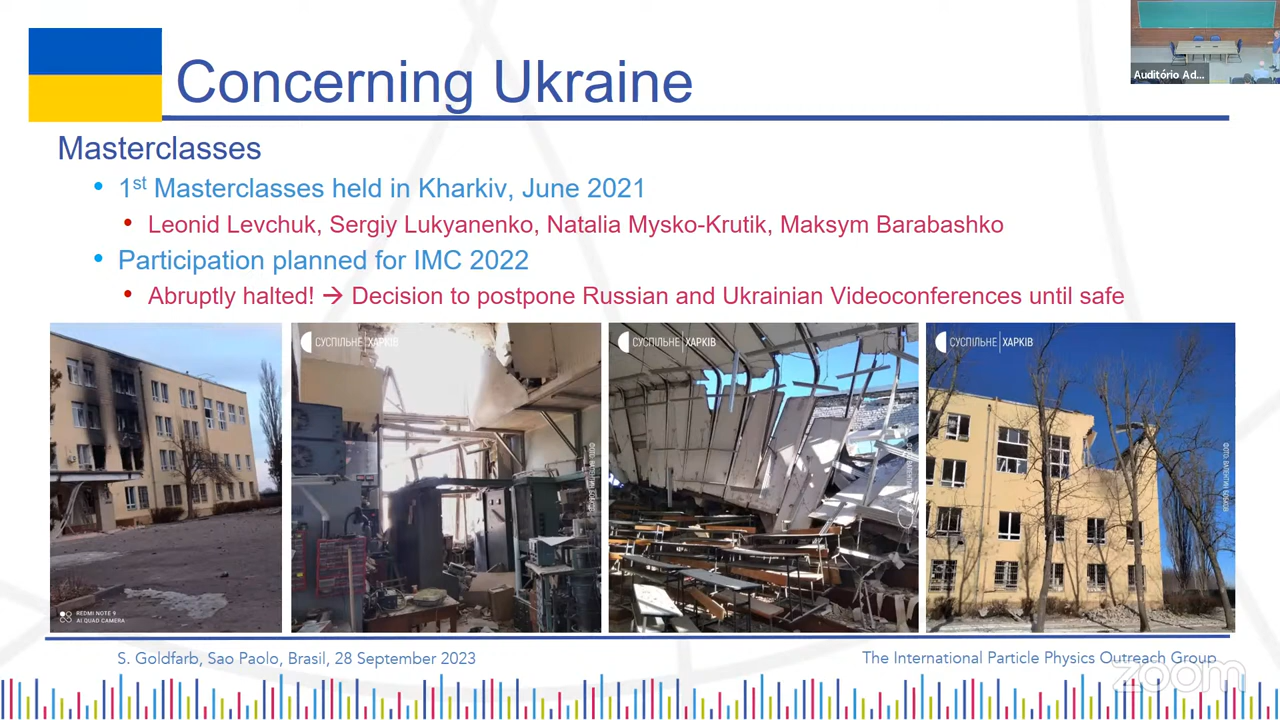 Auditório Ad...
Concerning Ukraine
Masterclasses
• 1st Masterclasses held in Kharkiv, June 2021
• Leonid Levchuk, Sergiy Lukyanenko, Natalia Mysko-Krutik, Maksym Barabashko
• Participation planned for IMC 2022
• Abruptly halted! → Decision to postpone Russian and Ukrainian Videoconferences until safe
СУСПІЛЬНЕ | ХАРКІВ
СУСПІЛЬНЕ | ХАРКІВ
СУСПІЛЬНЕ | ХАРКІВ
REDMI NOTE 9
AI QUAD CAMERA
S. Goldfarb, Sao Paolo, Brasil, 28 September 2023
The International Particle Physics Outreach Group
zoom